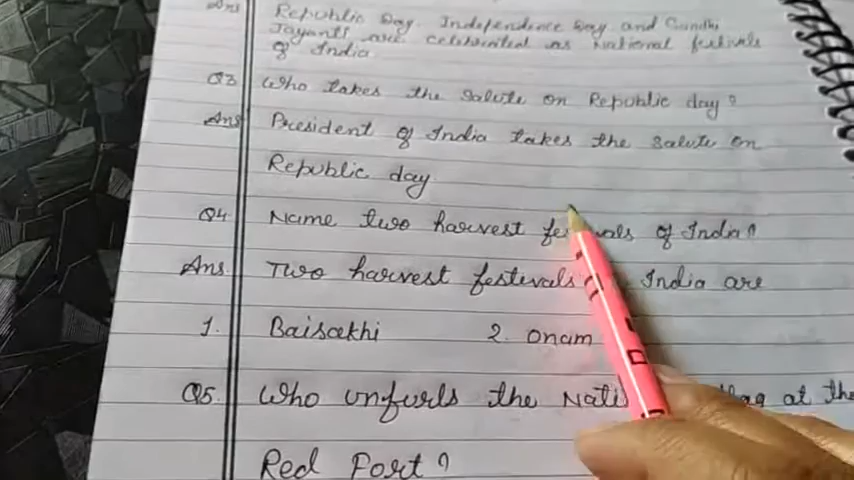 Ans Republic Day. Independence Day and Gandhi
Jayanti are celebrated as National festivals
of India
Q3 Who takes the Salute on Republic day?
Ans President of India takes the Salute on
Republic day.
Q4 Name two harvest festivals of India?
Ans. Two harvest festivals India are
1. Baisakhi 2. Onam
Q5. Who unfurls the Nati flag at the
Red Fort?